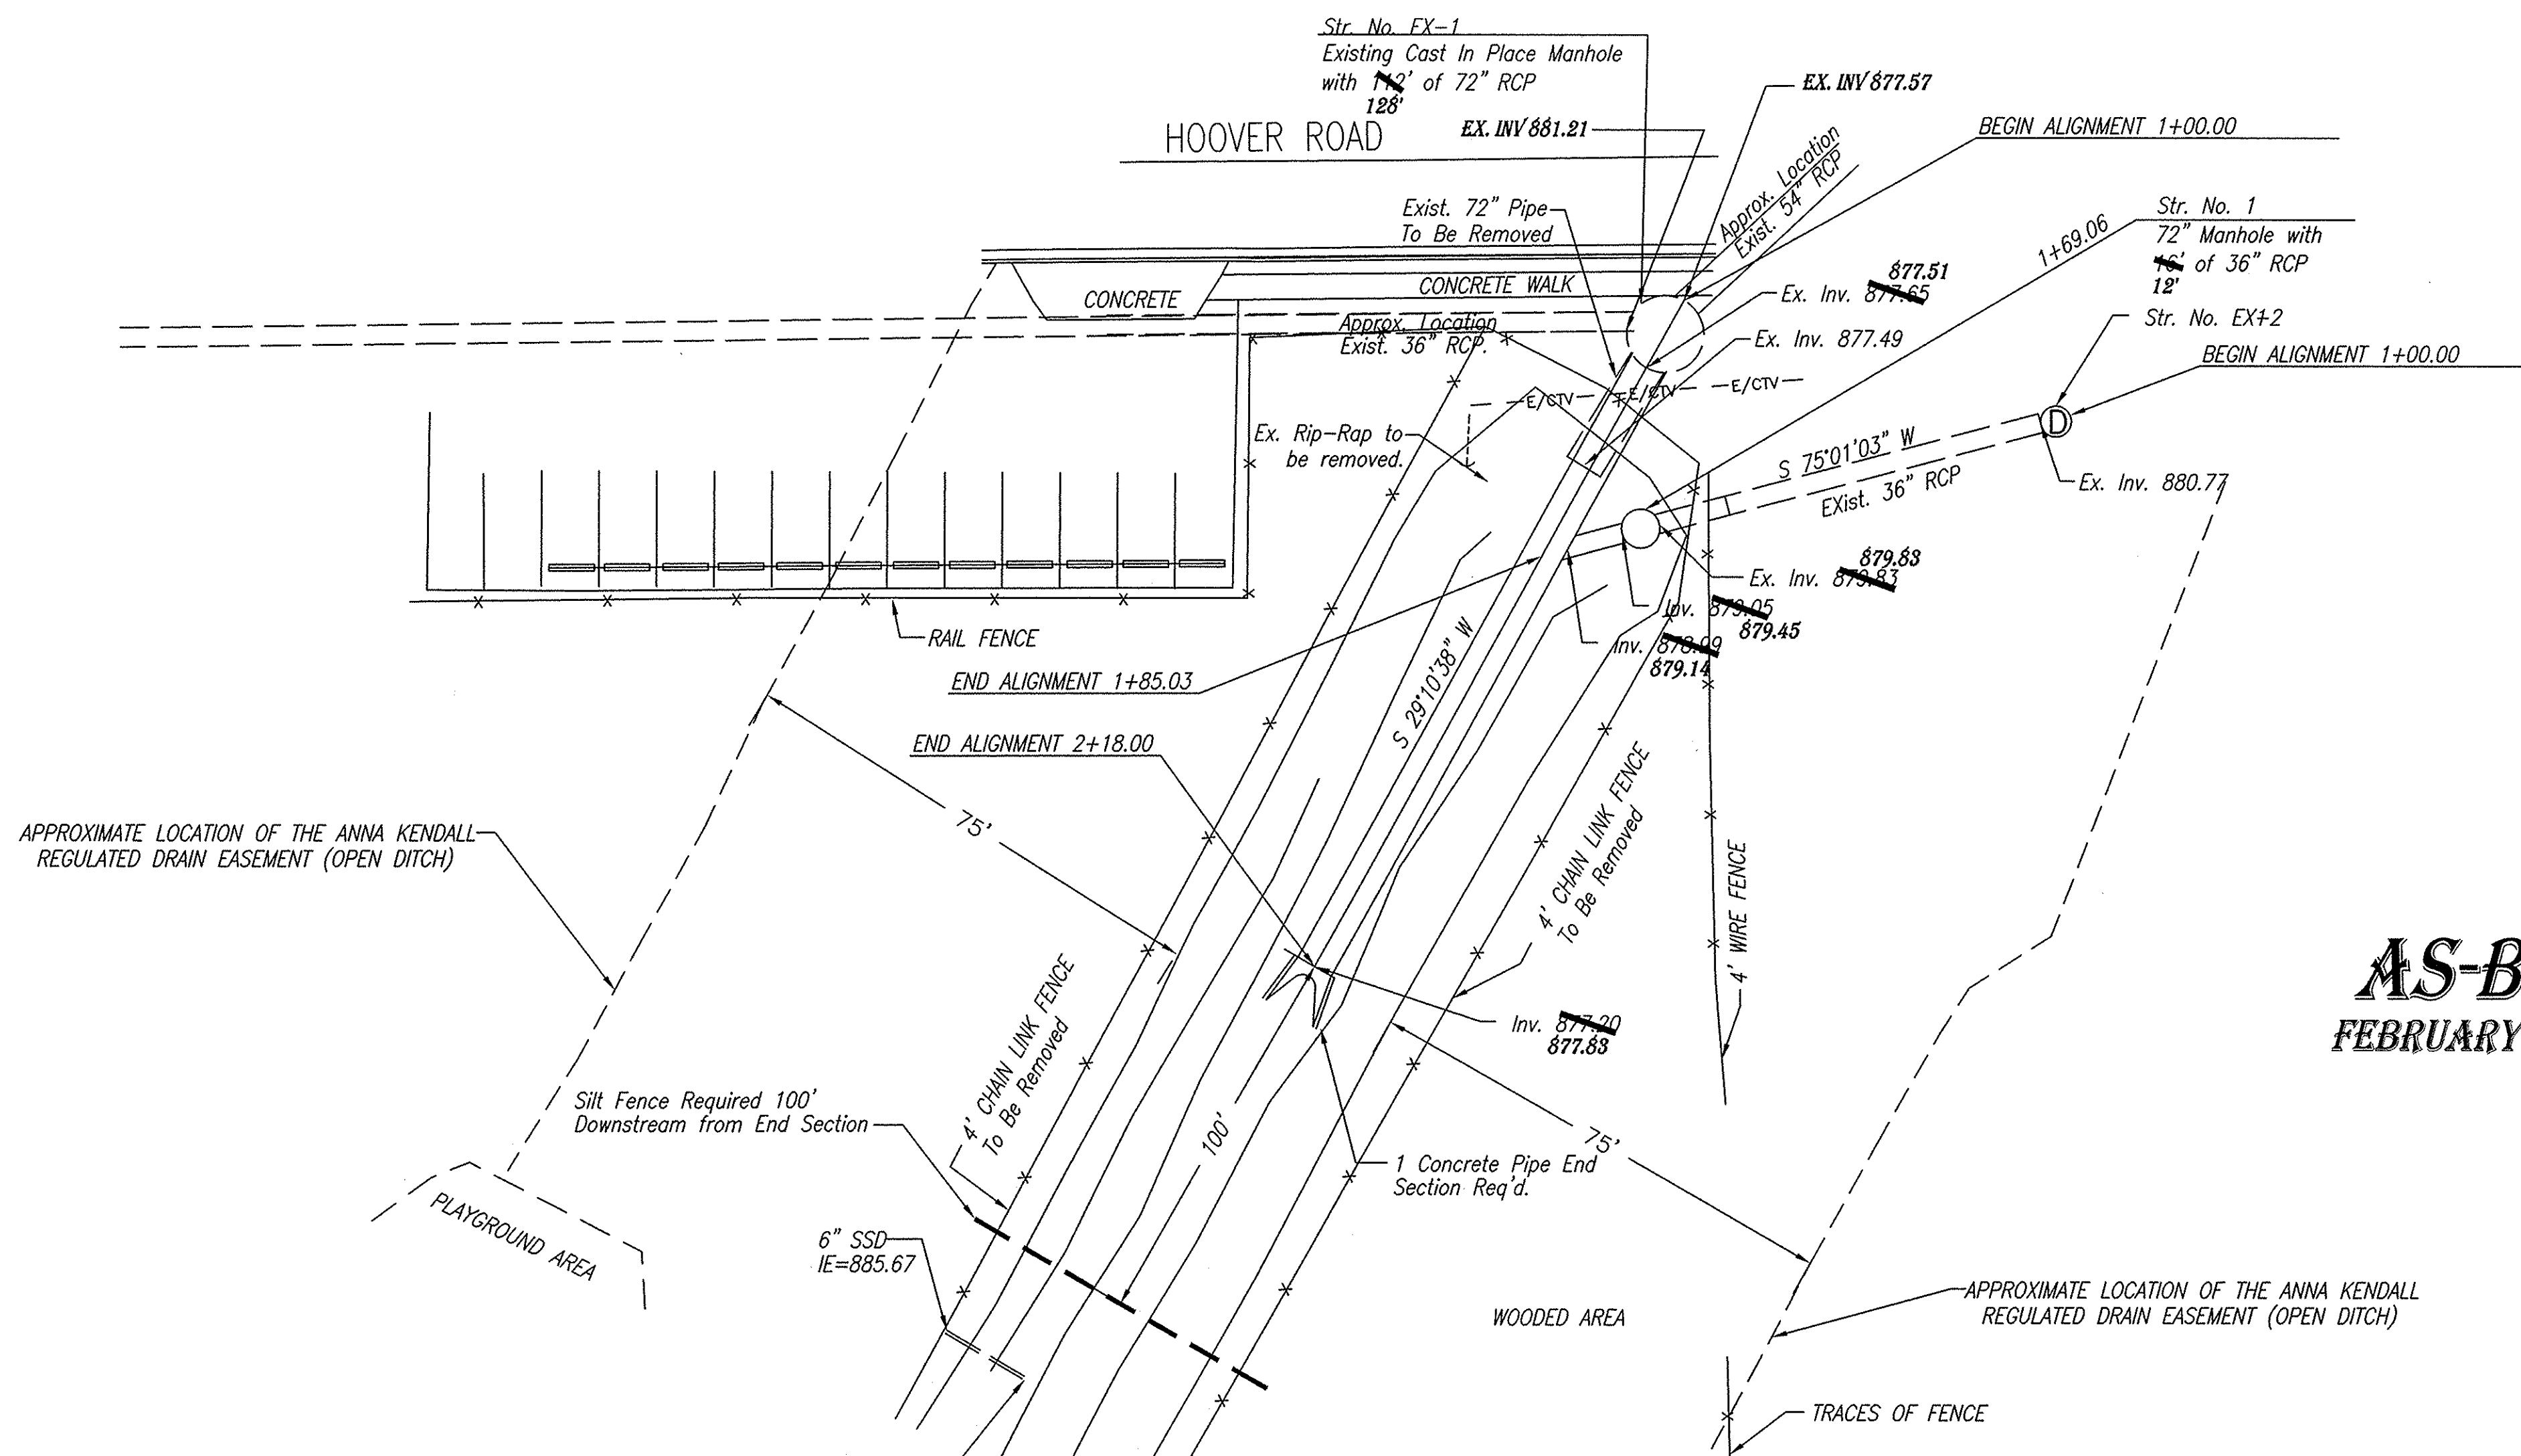 Str. No. EX-1
Existing Cast In Place Manhole
with 112' of 72" RCP
128'
EX. INV 877.57
HOOVER ROAD
EX. INV 881.21
BEGIN ALIGNMENT 1+00.00
Approx. Location
Exist. 54" RCP
Exist. 72" Pipe
To Be Removed
1+69.06
Str. No. 1
72" Manhole with
16' of 36" RCP
12'
877.51
Ex. Inv. 877.65
CONCRETE WALK
CONCRETE
Approx. Location
Exist. 36" RCP.
Str. No. EX+2
Ex. Inv. 877.49
BEGIN ALIGNMENT 1+00.00
E/CTV
E/CTV
E/CTV
Ex. Rip-Rap to
be removed.
S 75°01'03" W
EXist. 36" RCP
D
Ex. Inv. 880.77
879.83
Ex. Inv. 879.83
Inv. 879.05
879.45
Inv. 878.99
879.14
RAIL FENCE
END ALIGNMENT 1+85.03
S 29°10'38" W
END ALIGNMENT 2+18.00
75'
APPROXIMATE LOCATION OF THE ANNA KENDALL
REGULATED DRAIN EASEMENT (OPEN DITCH)
4' CHAIN LINK FENCE
To Be Removed
4' WIRE FENCE
AS-B
FEBRUARY
Inv. 877.20
877.83
4' CHAIN LINK FENCE
To Be Removed
Silt Fence Required 100'
Downstream from End Section
100'
75'
1 Concrete Pipe End
Section Req'd.
PLAYGROUND AREA
6" SSD
IE=885.67
WOODED AREA
APPROXIMATE LOCATION OF THE ANNA KENDALL
REGULATED DRAIN EASEMENT (OPEN DITCH)
TRACES OF FENCE